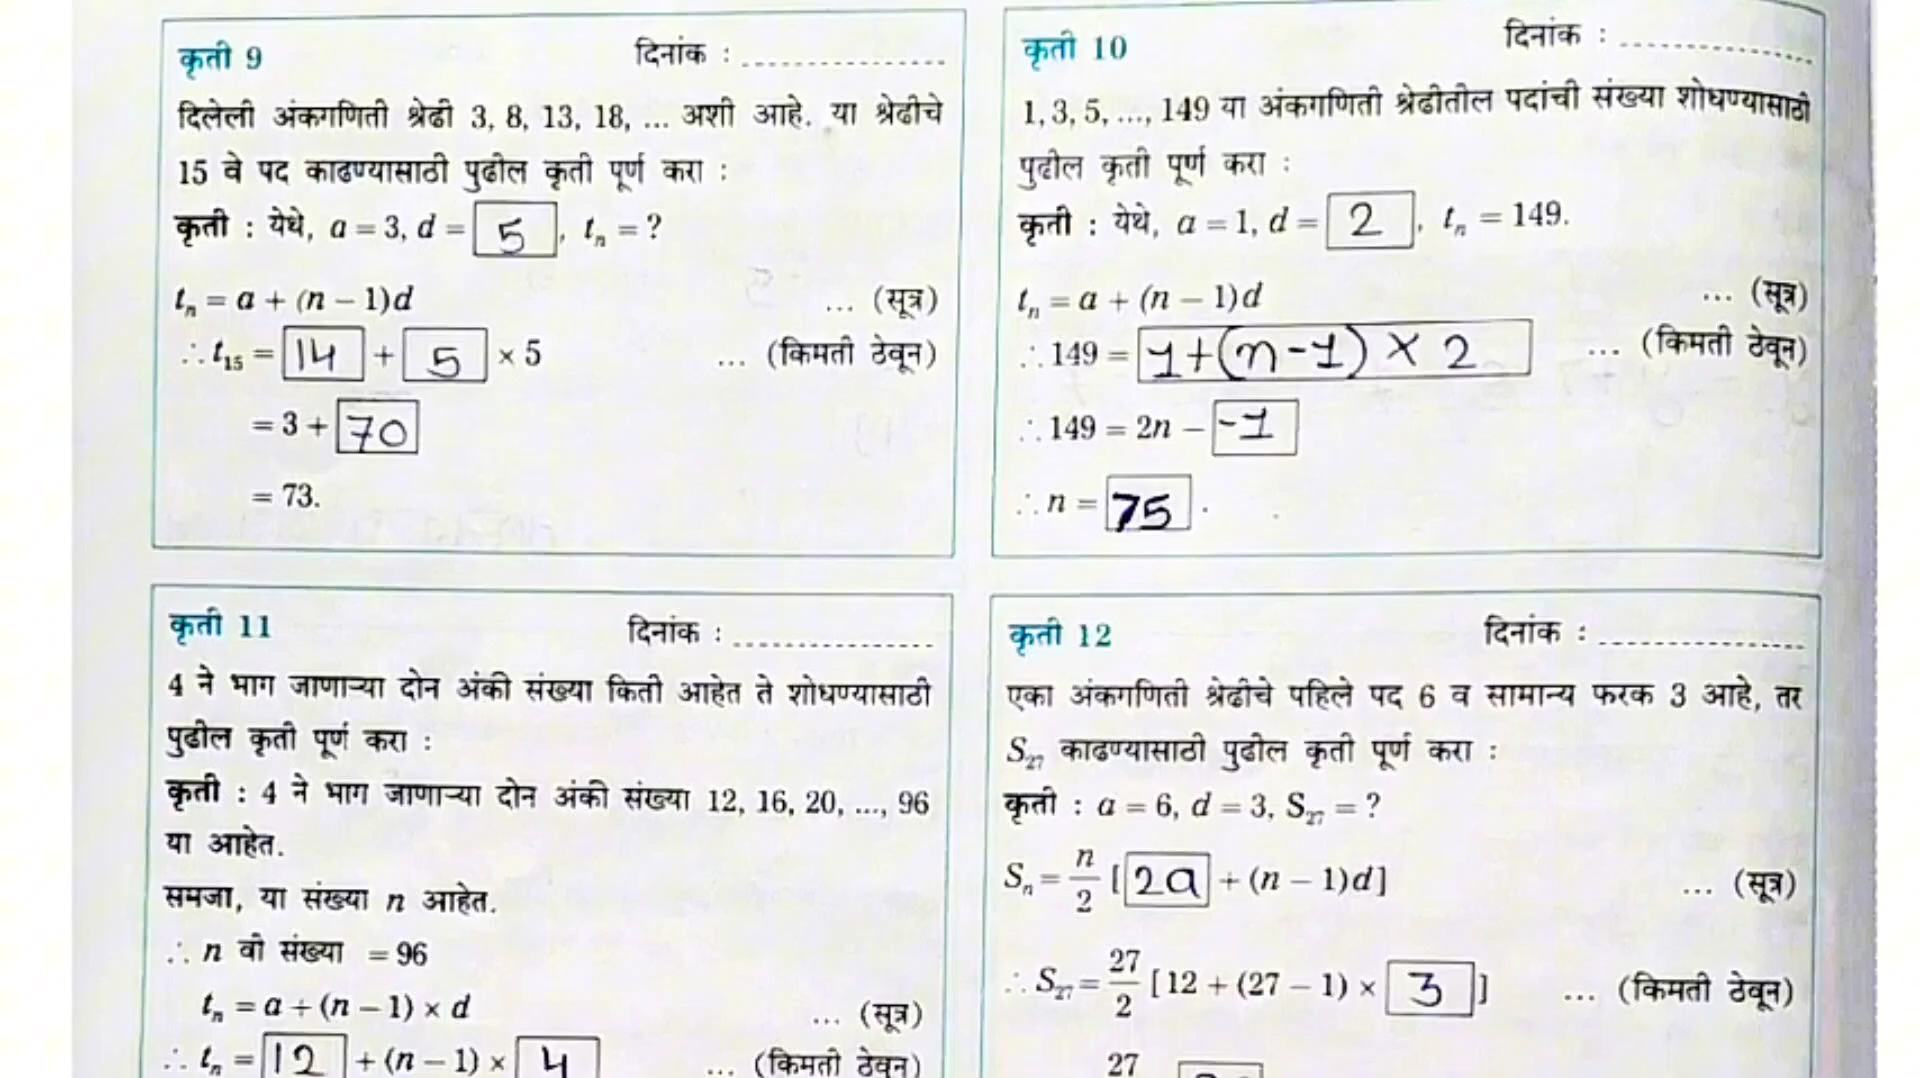 कृती 9 दिनांक : ....................
दिलेली अंकगणिती श्रेढी 3, 8, 13, 18, ... अशी आहे. या श्रेढीचे
15 वे पद काढण्यासाठी पुढील कृती पूर्ण करा :
कृती : येथे, a = 3, d = 5, tₙ = ?
tₙ = a + (n – 1)d ... (सूत्र)
∴ t₁₅ = 14 + 5 × 5 ... (किमती ठेवून)
= 3 + 70
= 73.
कृती 10 दिनांक : ....................
1, 3, 5, ..., 149 या अंकगणिती श्रेढीतील पदांची संख्या शोधण्यासाठी
पुढील कृती पूर्ण करा :
कृती : येथे, a = 1, d = 2, tₙ = 149.
tₙ = a + (n – 1)d ... (सूत्र)
∴ 149 = 1+(n-1) × 2 ... (किमती ठेवून)
∴ 149 = 2n – -1
∴ n = 75.
कृती 11 दिनांक : ....................
4 ने भाग जाणाऱ्या दोन अंकी संख्या किती आहेत ते शोधण्यासाठी
पुढील कृती पूर्ण करा :
कृती : 4 ने भाग जाणाऱ्या दोन अंकी संख्या 12, 16, 20, ..., 96
या आहेत.
समजा, या संख्या n आहेत.
∴ n वी संख्या = 96
tₙ = a + (n – 1) × d ... (सूत्र)
∴ tₙ = 12 + (n – 1) × 4 ... (किमती ठेवून)
कृती 12 दिनांक : ....................
एका अंकगणिती श्रेढीचे पहिले पद 6 व सामान्य फरक 3 आहे, तर
S₂₇ काढण्यासाठी पुढील कृती पूर्ण करा :
कृती : a = 6, d = 3, S₂₇ = ?
Sₙ = n/2 [2a + (n – 1)d] ... (सूत्र)
∴ S₂₇ = 27/2 [12 + (27 – 1) × 3] ... (किमती ठेवून)
27